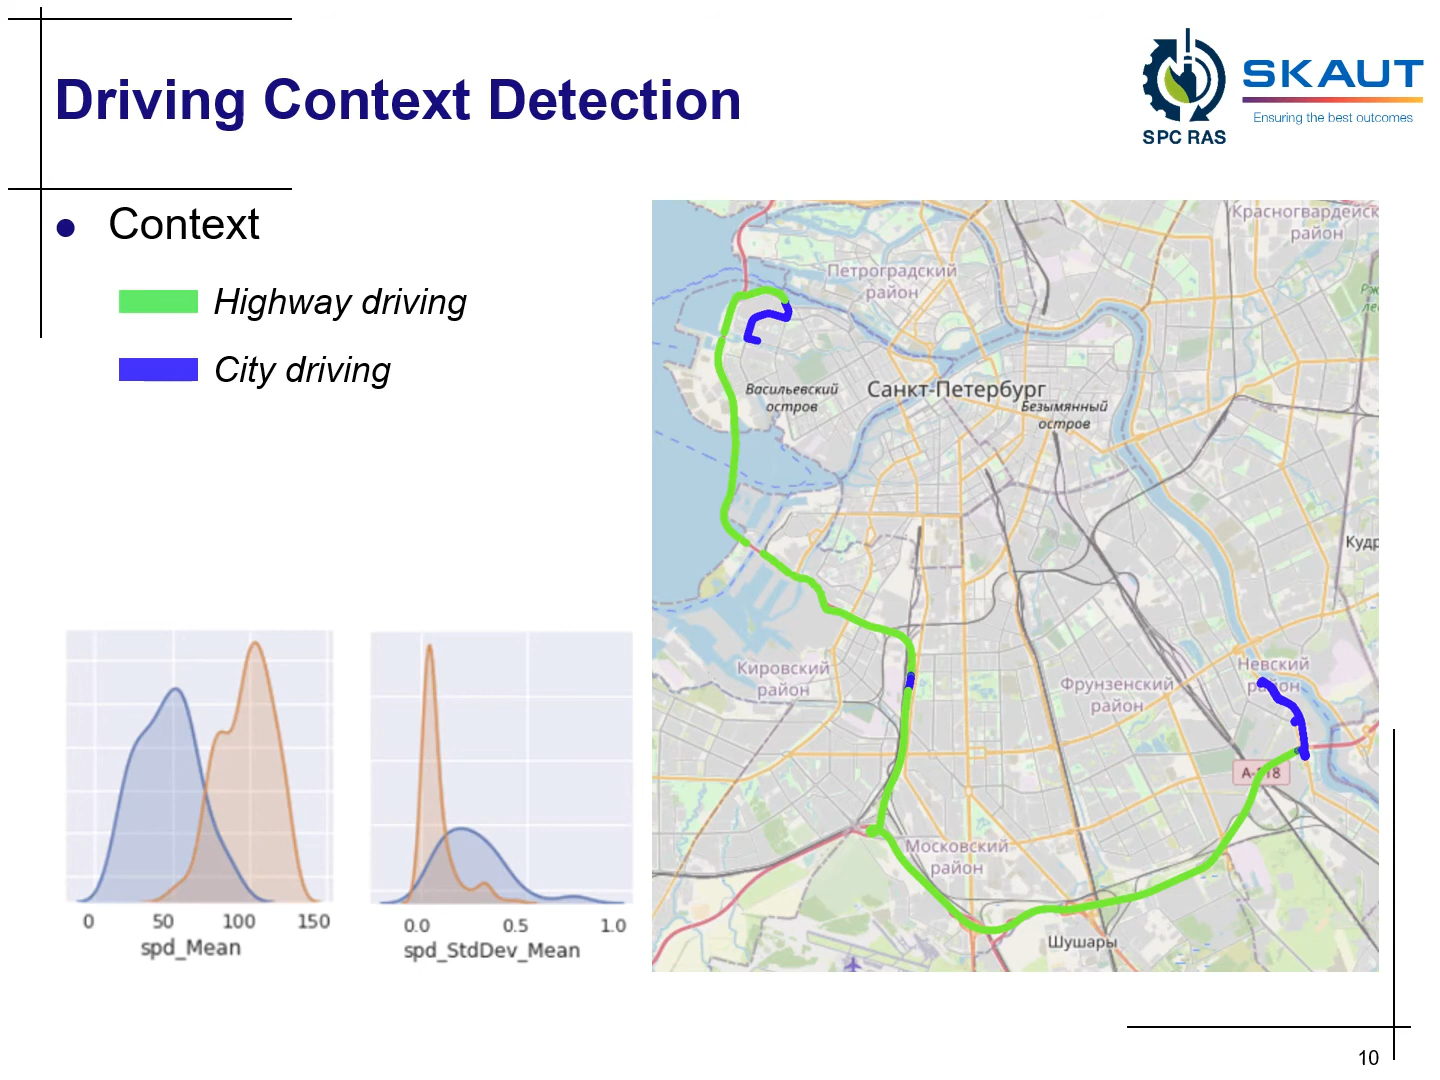 Driving Context Detection
SPC RAS
SKAUT
Ensuring the best outcomes
Context
Highway driving
City driving
0 50 100 150
spd_Mean
0.0 0.5 1.0
spd_StdDev_Mean
Красногвардейск
район
Петроградский
район
Васильевский
остров
Санкт-Петербург
Безымянный
остров
Кировский
район
Фрунзенский
район
Невский
район
Московский
район
Шушары
10